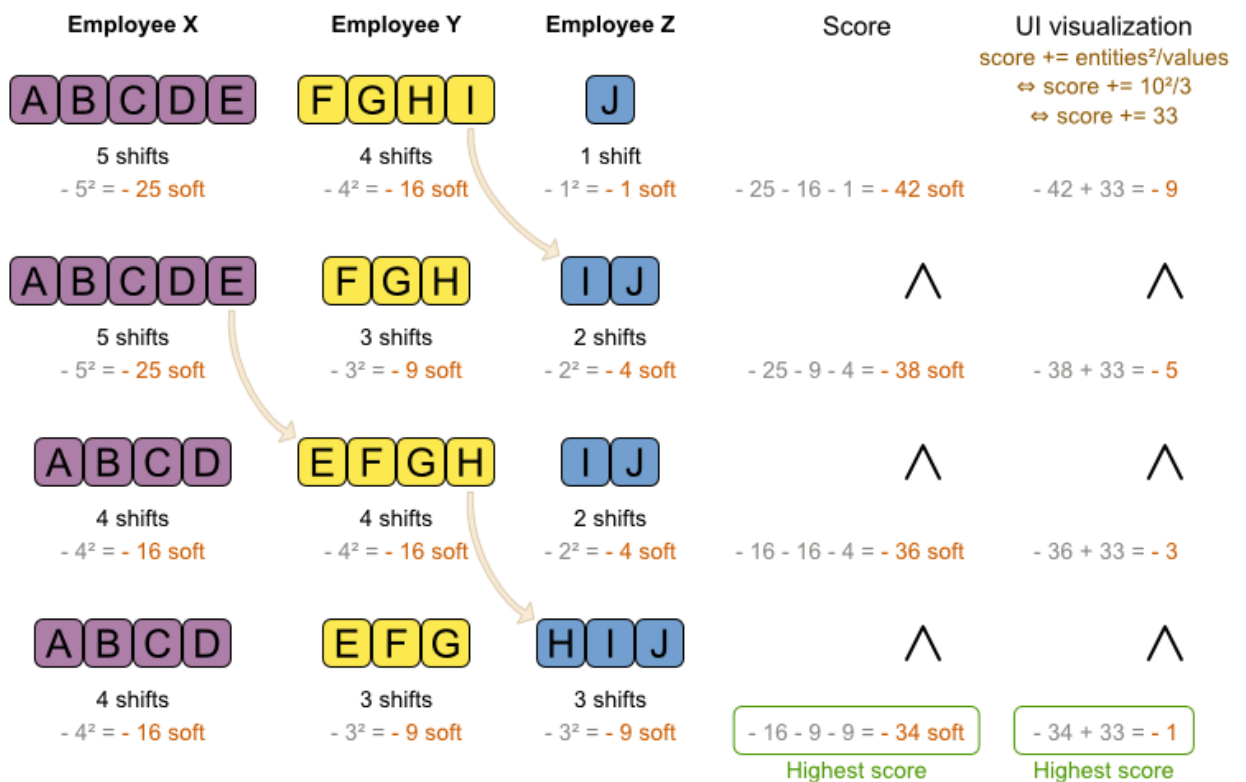 Employee X
Employee Y
Employee Z
Score
UI visualization
score += entities²/values
⇔ score += 10²/3
⇔ score += 33
A B C D E
F G H I
J
5 shifts
4 shifts
1 shift
- 5² = - 25 soft
- 4² = - 16 soft
- 1² = - 1 soft
- 25 - 16 - 1 = - 42 soft
- 42 + 33 = - 9
A B C D E
F G H
I J
5 shifts
3 shifts
2 shifts
- 5² = - 25 soft
- 3² = - 9 soft
- 2² = - 4 soft
- 25 - 9 - 4 = - 38 soft
- 38 + 33 = - 5
A B C D
E F G H
I J
4 shifts
4 shifts
2 shifts
- 4² = - 16 soft
- 4² = - 16 soft
- 2² = - 4 soft
- 16 - 16 - 4 = - 36 soft
- 36 + 33 = - 3
A B C D
E F G
H I J
4 shifts
3 shifts
3 shifts
- 4² = - 16 soft
- 3² = - 9 soft
- 3² = - 9 soft
- 16 - 9 - 9 = - 34 soft
- 34 + 33 = - 1
Highest score
Highest score